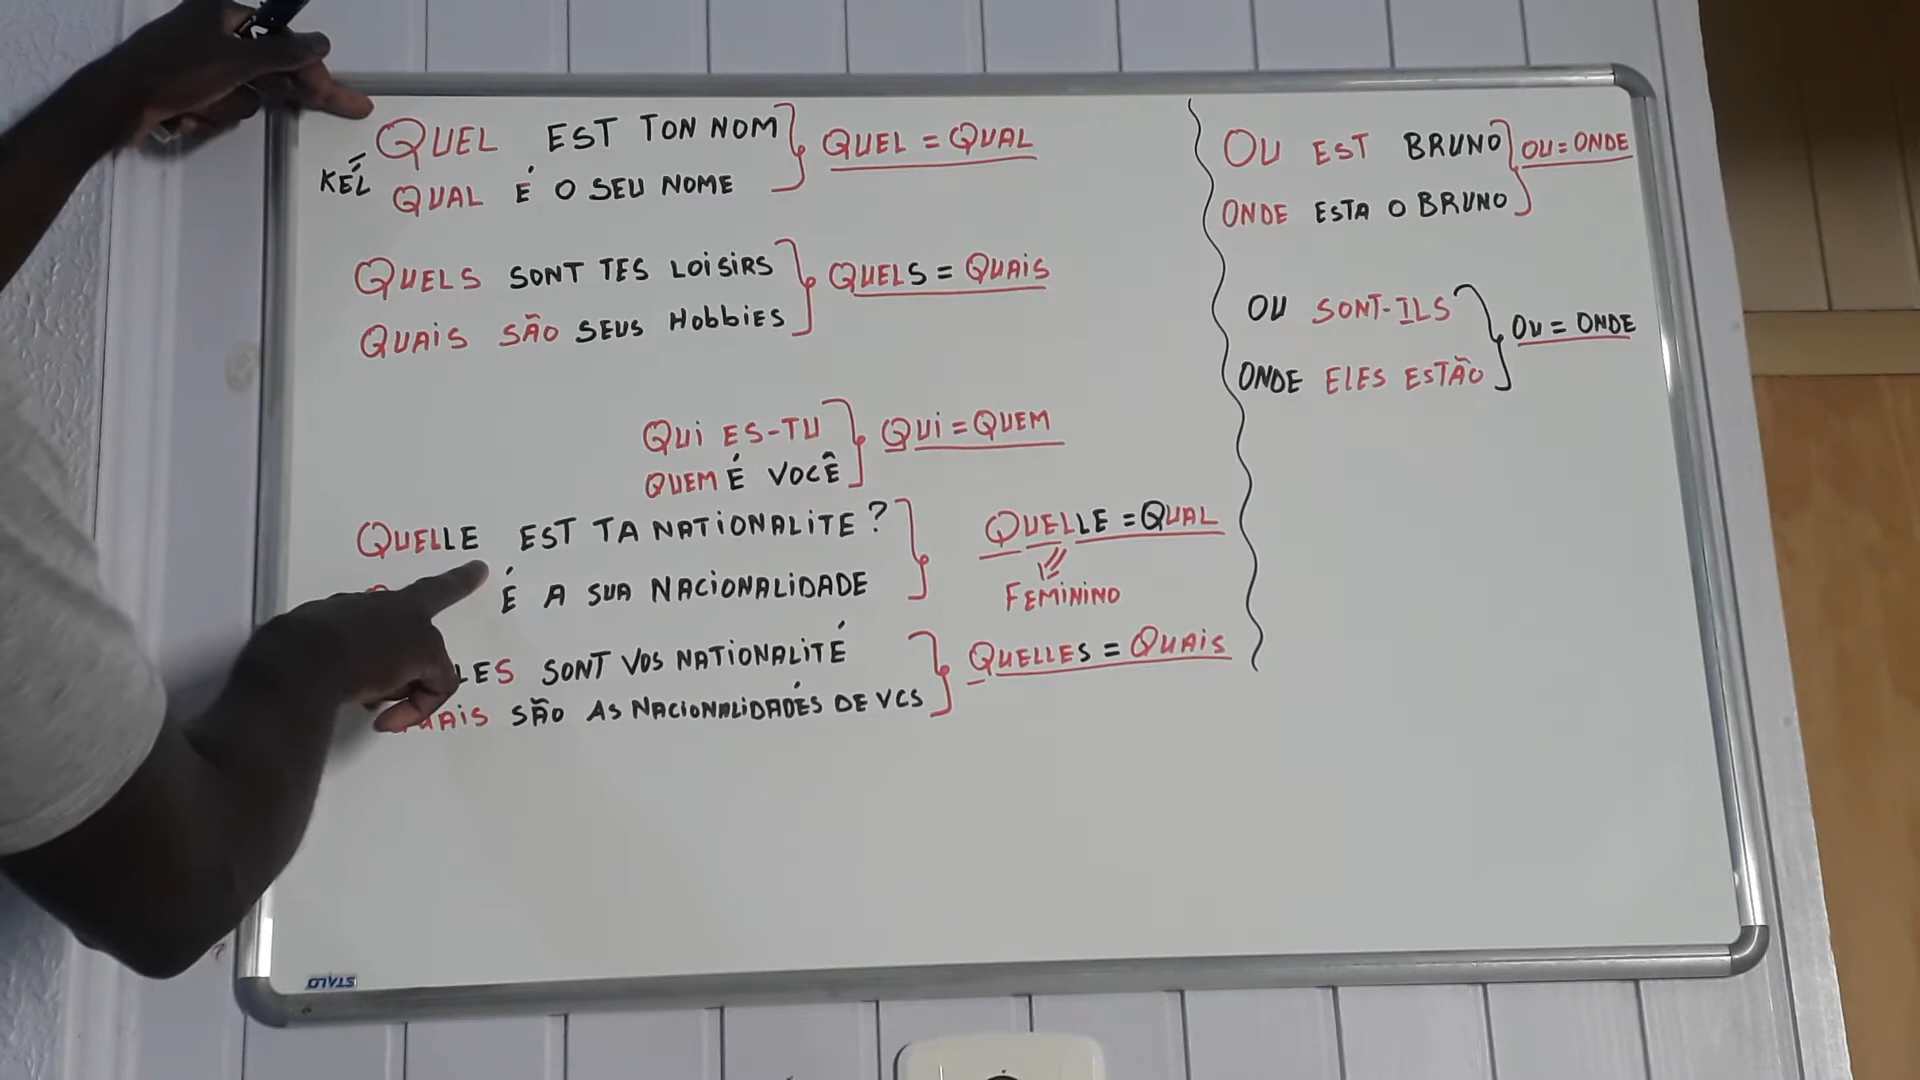 QUEL EST TON NOM
KÉL
QUAL É O SEU NOME
QUEL = QUAL
QUELS SONT TES LOISIRS
QUAIS SÃO SEUS HOBBIES
QUELS = QUAIS
QUI ES-TU
QUEM É VOCÊ
QUI = QUEM
QUELLE EST TA NATIONALITE ?
É A SUA NACIONALIDADE
QUELLE = QUAL
FEMININO
LES SONT VOS NATIONALITÉ
QUAIS SÃO AS NACIONALIDADES DE VCS
QUELLES = QUAIS
OU EST BRUNO
ONDE ESTA O BRUNO
OU = ONDE
OU SONT-ILS
ONDE ELES ESTÃO
OU = ONDE
STALO